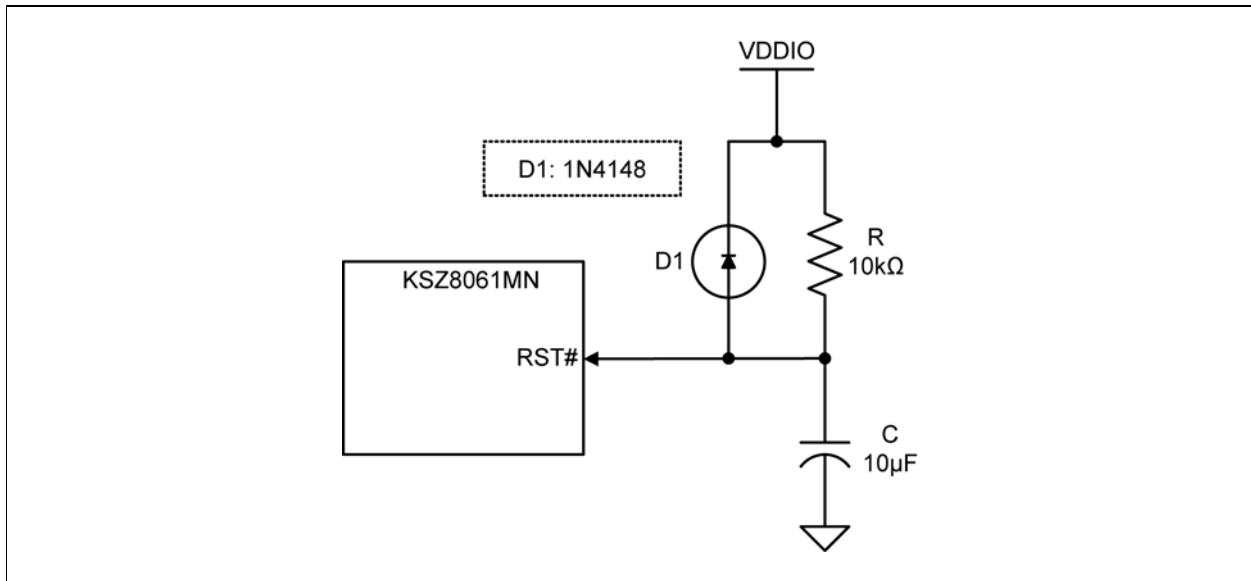 VDDIO
D1: 1N4148
R
10kΩ
D1
KSZ8061MN
RST#
C
10µF